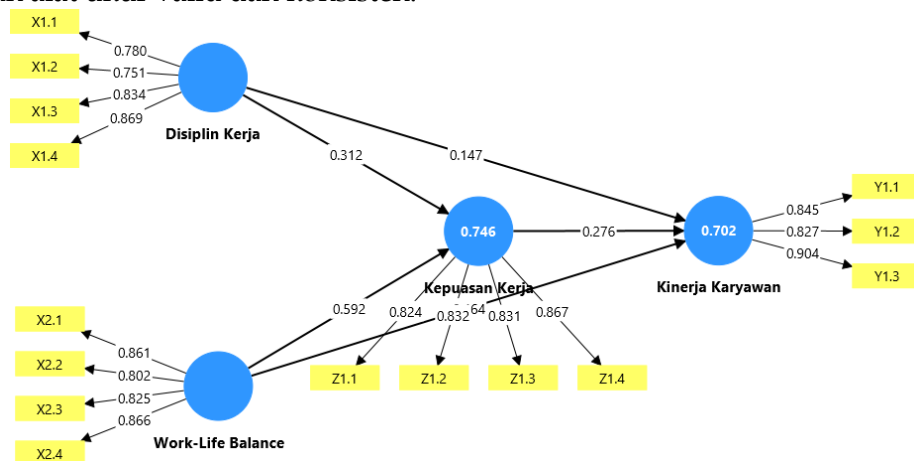 X1.1
0.780
X1.2
0.751
X1.3
0.834
X1.4
0.869
Disiplin Kerja
0.312
0.147
0.746
0.276
0.702
Y1.1
0.845
Y1.2
0.827
Y1.3
0.904
Kepuasan Kerja
Kinerja Karyawan
0.592
64
0.824
0.832
0.831
0.867
X2.1
0.861
X2.2
0.802
X2.3
0.825
X2.4
0.866
Z1.1
Z1.2
Z1.3
Z1.4
Work-Life Balance